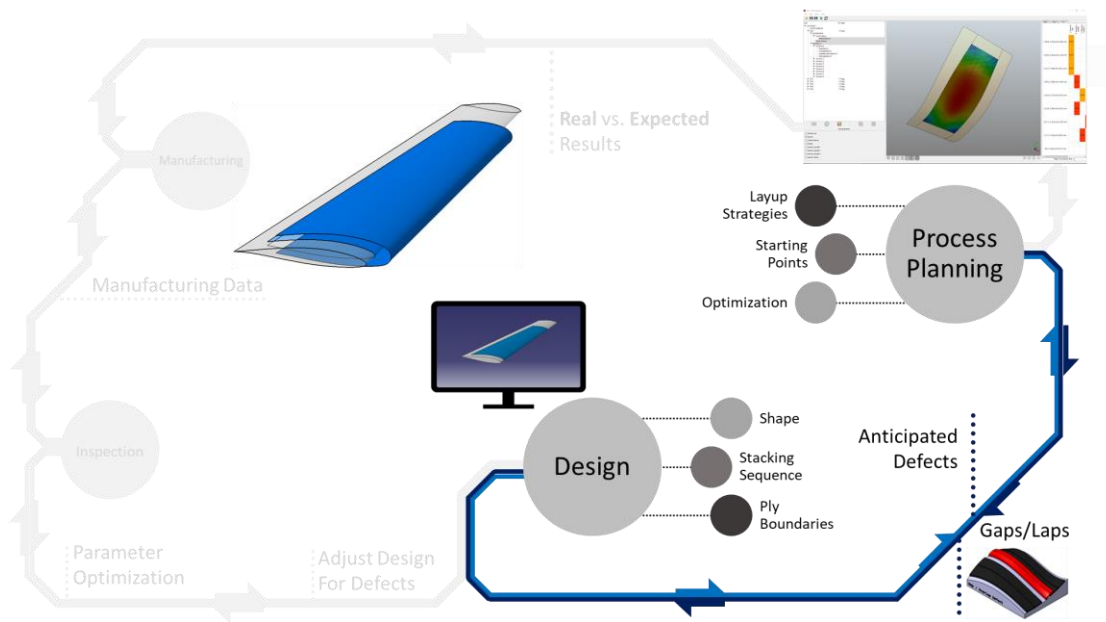 Real vs. Expected
Results
Manufacturing
Layup
Strategies
Starting
Points
Optimization
Process
Planning
Manufacturing Data
Design
Shape
Stacking
Sequence
Ply
Boundaries
Anticipated
Defects
Gaps/Laps
Inspection
Parameter
Optimization
Adjust Design
For Defects